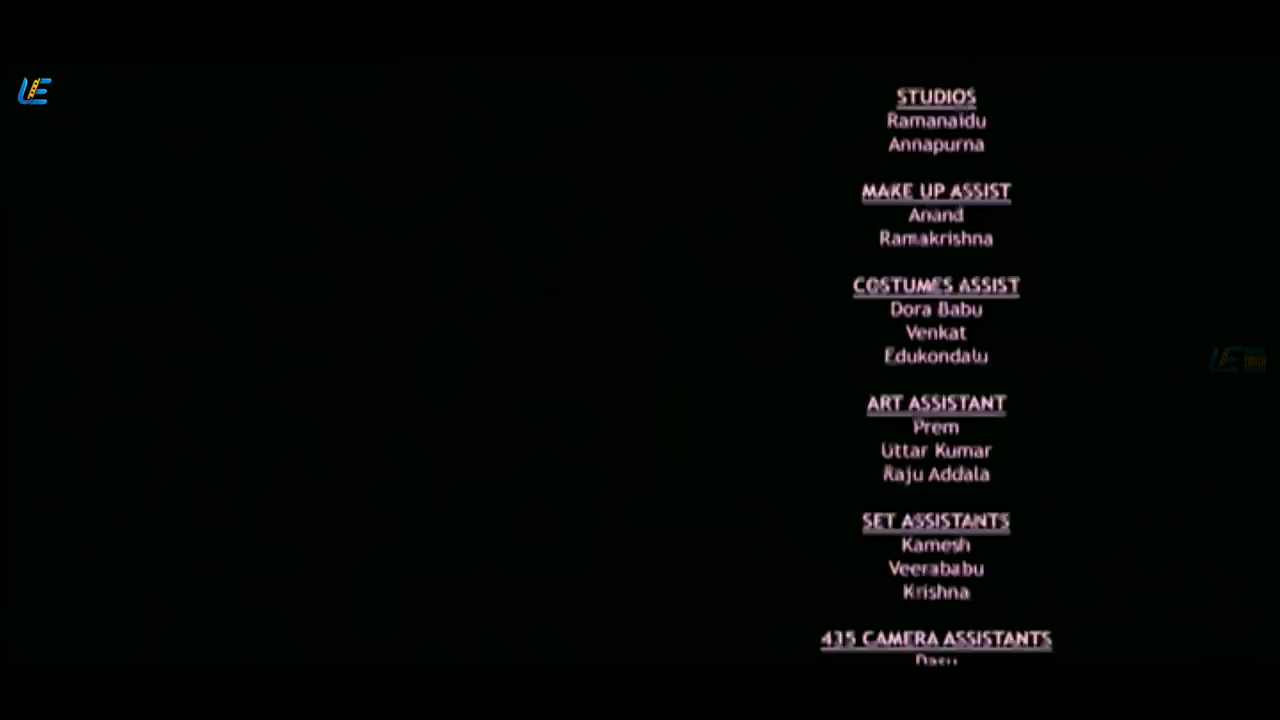 UE
STUDIOS
Ramanaidu
Annapurna
MAKE UP ASSIST
Anand
Ramakrishna
COSTUMES ASSIST
Dora Babu
Venkat
Edukondalu
ART ASSISTANT
Prem
Uttar Kumar
Raju Addala
SET ASSISTANTS
Kamesh
Veerababu
Krishna
435 CAMERA ASSISTANTS